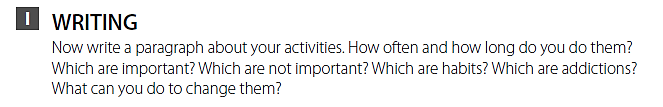 I WRITING
Now write a paragraph about your activities. How often and how long do you do them?
Which are important? Which are not important? Which are habits? Which are addictions?
What can you do to change them?